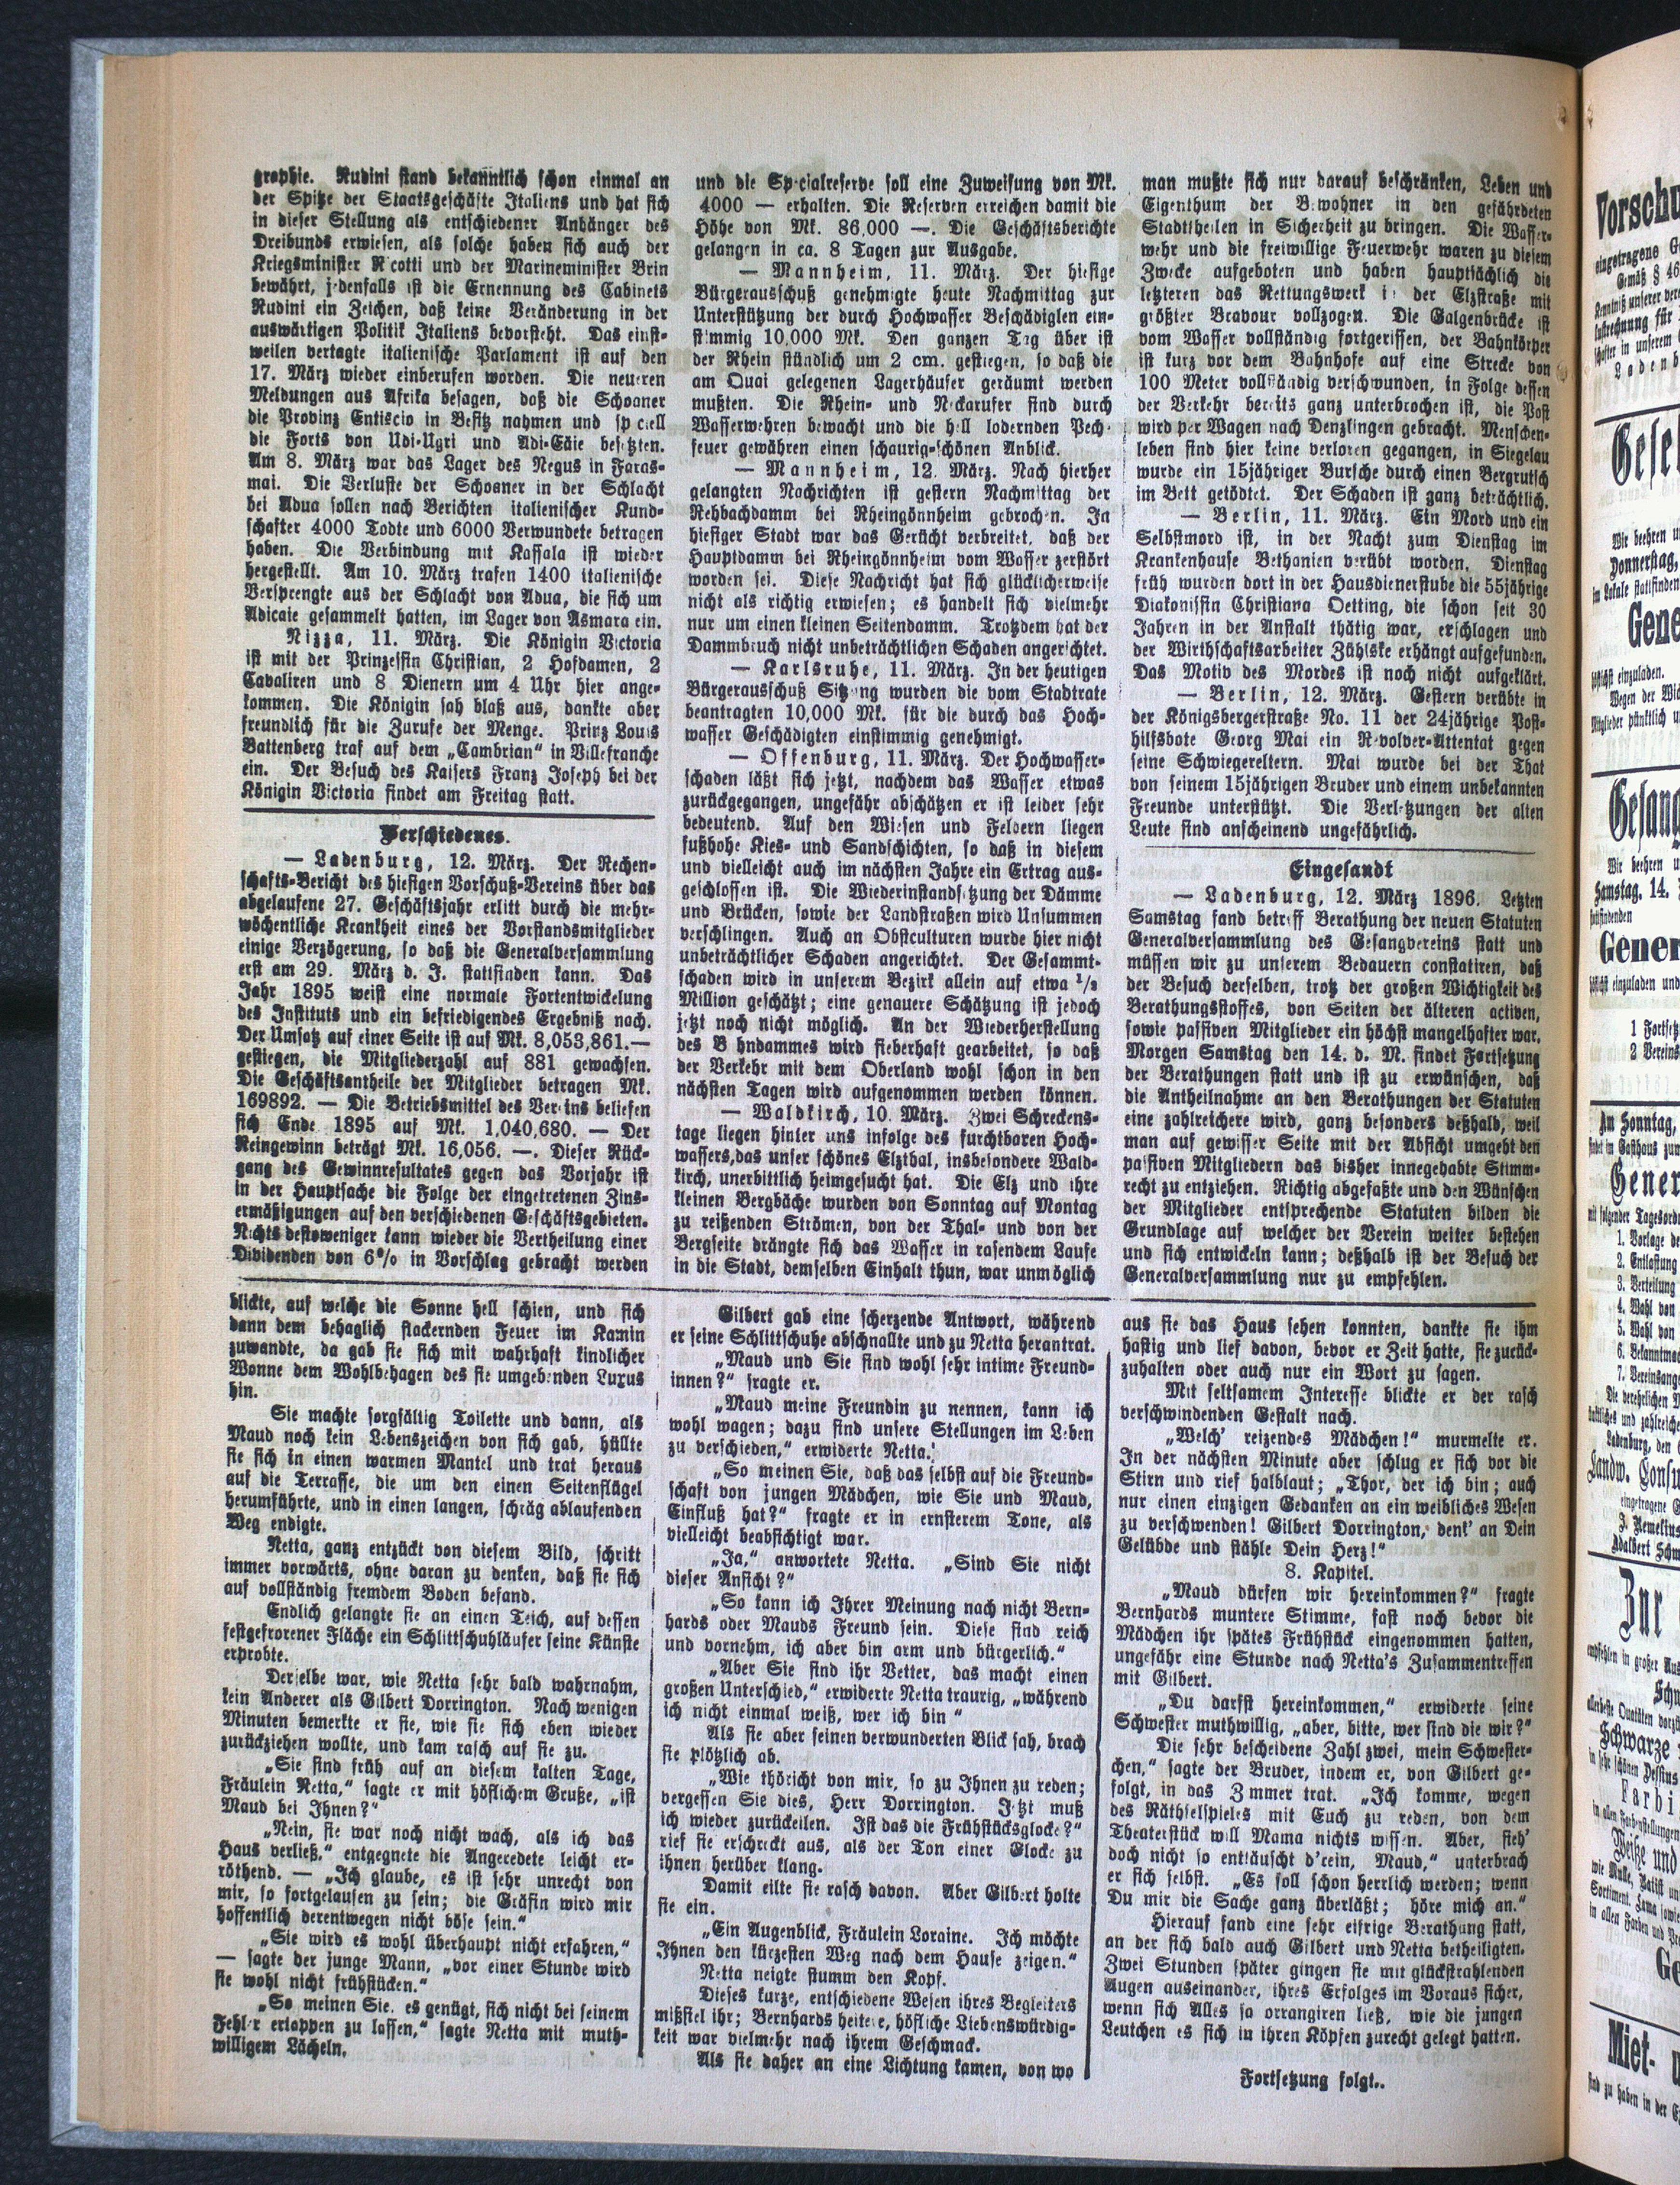 graphie. Rudini stand bekanntlich schon einmal an
der Spitze der Staatsgeschäfte Italiens und hat sich
in dieser Stellung als entschiedener Anhänger des
Dreibunds erwiesen, als solche haben sich auch der
Kriegsminister R cotti und der Marineminister Brin
bewährt, j denfalls ist die Ernennung des Cabinets
Rudini ein Zeichen, daß keine Veränderung in der
auswärtigen Politik Italiens bevorsteht. Das einst-
weilen vertagte italienische Parlament ist auf den
17. März wieder einberufen worden. Die neueren
Meldungen aus Afrika besagen, daß die Schoaner
die Provinz Entiscio in Besitz nahmen und sp ciell
die Forts von Udi-Ugri und Adi-Cäie besetzten.
Am 8. März war das Lager des Negus in Faras-
mai. Die Verluste der Schoaner in der Schlacht
bei Adua sollen nach Berichten italienischer Kund-
schafter 4000 Todte und 6000 Verwundete betragen
haben. Die Verbindung mit Kassala ist wieder
hergestellt. Am 10. März trafen 1400 italienische
Versprengte aus der Schlacht von Adua, die sich um
Adicaie gesammelt hatten, im Lager von Asmara ein.
Nizza, 11. März. Die Königin Victoria
ist mit der Prinzessin Christian, 2 Hofdamen, 2
Cavaliren und 8 Dienern um 4 Uhr hier ange-
kommen. Die Königin sah blaß aus, dankte aber
freundlich für die Zurufe der Menge. Prinz Louis
Battenberg traf auf dem „Cambrian“ in Villefranche
ein. Der Besuch des Kaisers Franz Joseph bei der
Königin Victoria findet am Freitag statt.
Verschiedenes.
— Ladenburg, 12. März. Der Rechen-
schafts-Bericht des hiesigen Vorschuß-Vereins über das
abgelaufene 27. Geschäftsjahr erlitt durch die mehr-
wöchentliche Krankheit eines der Vorstandsmitglieder
einige Verzögerung, so daß die Generalversammlung
erst am 29. März d. J. stattfinden kann. Das
Jahr 1895 weist eine normale Fortentwickelung
des Instituts und ein befriedigendes Ergebniß nach.
Der Umsatz auf einer Seite ist auf Mk. 8,053,861.—
gestiegen, die Mitgliederzahl auf 881 gewachsen.
Die Geschäftsantheile der Mitglieder betragen Mk.
169892. — Die Betriebsmittel des Vereins beliefen
sich Ende 1895 auf Mk. 1,040,680. — Der
Reingewinn beträgt Mk. 16,056. —. Dieser Rück-
gang des Gewinnresultates gegen das Vorjahr ist
in der Hauptsache die Folge der eingetretenen Zins-
ermäßigungen auf den verschiedenen Geschäftsgebieten.
Nichts destoweniger kann wieder die Vertheilung einer
Dividenden von 6% in Vorschlag gebracht werden
und die Sp cialreserve soll eine Zuweisung von Mk.
4000 — erhalten. Die Reserven erreichen damit die
Höhe von Mk. 86,000 —. Die Geschäftsberichte
gelangen in ca. 8 Tagen zur Ausgabe.
— Mannheim, 11. März. Der hiesige
Bürgerausschuß genehmigte heute Nachmittag zur
Unterstützung der durch Hochwasser Beschädiglen ein-
stimmig 10,000 Mk. Den ganzen Tag über ist
der Rhein stündlich um 2 cm. gestiegen, so daß die
am Quai gelegenen Lagerhäuser geräumt werden
mußten. Die Rhein- und Neckarufer sind durch
Wasserwehren bewacht und die hell lodernden Pech-
feuer gewähren einen schaurig-schönen Anblick.
— Mannheim, 12. März. Nach hierher
gelangten Nachrichten ist gestern Nachmittag der
Rehbachdamm bei Rheingönnheim gebrochen. In
hiesiger Stadt war das Gerücht verbreitet, daß der
Hauptdamm bei Rheingönnheim vom Wasser zerstört
worden sei. Diese Nachricht hat sich glücklicherweise
nicht als richtig erwiesen; es handelt sich vielmehr
nur um einen kleinen Seitendamm. Trotzdem hat der
Dammbruch nicht unbeträchtlichen Schaden angerichtet.
— Karlsruhe, 11. März. In der heutigen
Bürgerausschuß Sitzung wurden die vom Stadtrate
beantragten 10,000 Mk. für die durch das Hoch-
wasser Geschädigten einstimmig genehmigt.
— Offenburg, 11. März. Der Hochwasser-
schaden läßt sich jetzt, nachdem das Wasser etwas
zurückgegangen, ungefähr abschätzen er ist leider sehr
bedeutend. Auf den Wiesen und Feldern liegen
fußhohe Kies- und Sandschichten, so daß in diesem
und vielleicht auch im nächsten Jahre ein Ertrag aus-
geschlossen ist. Die Wiederinstandsetzung der Dämme
und Brücken, sowie der Landstraßen wird Unsummen
verschlingen. Auch an Obstculturen wurde hier nicht
unbeträchtlicher Schaden angerichtet. Der Gesammt-
schaden wird in unserem Bezirk allein auf etwa ½
Million geschätzt; eine genauere Schätzung ist jedoch
jetzt noch nicht möglich. An der Wiederherstellung
des B hndammes wird fieberhaft gearbeitet, so daß
der Verkehr mit dem Oberland wohl schon in den
nächsten Tagen wird aufgenommen werden können.
— Waldkirch, 10. März. Zwei Schreckens-
tage liegen hinter uns infolge des furchtbaren Hoch-
wassers,das unser schönes Elzthal, insbesondere Wald-
kirch, unerbittlich heimgesucht hat. Die Elz und ihre
kleinen Bergbäche wurden von Sonntag auf Montag
zu reißenden Strömen, von der Thal- und von der
Bergseite drängte sich das Wasser in rasendem Laufe
in die Stadt, demselben Einhalt thun, war unmöglich
man mußte sich nur darauf beschränken, Leben und
Eigenthum der Bewohner in den gefährdeten
Stadttheilen in Sicherheit zu bringen. Die Wasser-
wehr und die freiwillige Feuerwehr waren zu diesem
Zwecke aufgeboten und haben hauptsächlich die
letzteren das Rettungswerk i der Elzstraße mit
größter Bravour vollzogen. Die Galgenbrücke ist
vom Wasser vollständig fortgerissen, der Bahnkörper
ist kurz vor dem Bahnhofe auf eine Strecke von
100 Meter vollständig verschwunden, in Folge dessen
der Verkehr bereits ganz unterbrochen ist, die Post
wird per Wagen nach Denzlingen gebracht. Menschen-
leben sind hier keine verloren gegangen, in Siegelau
wurde ein 15jähriger Bursche durch einen Bergrutsch
im Bett getödtet. Der Schaden ist ganz beträchtlich.
— Berlin, 11. März. Ein Mord und ein
Selbstmord ist, in der Nacht zum Dienstag im
Krankenhause Bethanien verübt worden. Dienstag
früh wurden dort in der Hausdienerstube die 55jährige
Diakonissin Christiana Oetting, die schon seit 30
Jahren in der Anstalt thätig war, erschlagen und
der Wirthschaftsarbeiter Zühlske erhängt aufgefunden.
Das Motiv des Mordes ist noch nicht aufgeklärt.
— Berlin, 12. März. Gestern verübte in
der Königsbergerstraße No. 11 der 24jährige Post-
hilfsbote Georg Mai ein Revolver-Attentat gegen
seine Schwiegereltern. Mai wurde bei der That
von seinem 15jährigen Bruder und einem unbekannten
Freunde unterstützt. Die Verletzungen der alten
Leute sind anscheinend ungefährlich.
Eingesandt
— Ladenburg, 12. März 1896. Letzten
Samstag fand betreff Berathung der neuen Statuten
Generalversammlung des Gesangvereins statt und
müssen wir zu unserem Bedauern constatiren, daß
der Besuch derselben, trotz der großen Wichtigkeit des
Berathungsstoffes, von Seiten der älteren activen,
sowie passiven Mitglieder ein höchst mangelhafter war.
Morgen Samstag den 14. d. M. findet Fortsetzung
der Berathungen statt und ist zu erwünschen, daß
die Antheilnahme an den Berathungen der Statuten
eine zahlreichere wird, ganz besonders deßhalb, weil
man auf gewisser Seite mit der Absicht umgeht den
passiven Mitgliedern das bisher innegehabte Stimm-
recht zu entziehen. Richtig abgefaßte und den Wünschen
der Mitglieder entsprechende Statuten bilden die
Grundlage auf welcher der Verein weiter bestehen
und sich entwickeln kann; deßhalb ist der Besuch der
Generalversammlung nur zu empfehlen.
blickte, auf welche die Sonne hell schien, und sich
dann dem behaglich flackernden Feuer im Kamin
zuwandte, da gab sie sich mit wahrhaft kindlicher
Wonne dem Wohlbehagen des sie umgebenden Luxus
hin.
Sie machte sorgfältig Toilette und dann, als
Maud noch kein Lebenszeichen von sich gab, hüllte
sie sich in einen warmen Mantel und trat heraus
auf die Terrasse, die um den einen Seitenflügel
herumführte, und in einen langen, schräg ablaufenden
Weg endigte.
Netta, ganz entzückt von diesem Bild, schritt
immer vorwärts, ohne daran zu denken, daß sie sich
auf vollständig fremdem Boden befand.
Endlich gelangte sie an einen Teich, auf dessen
festgefrorener Fläche ein Schlittschuhläufer seine Künste
erprobte.
Derselbe war, wie Netta sehr bald wahrnahm,
kein Anderer als Gilbert Dorrington. Nach wenigen
Minuten bemerkte er sie, wie sie sich eben wieder
zurückziehen wollte, und kam rasch auf sie zu.
„Sie sind früh auf an diesem kalten Tage,
Fräulein Netta,“ sagte er mit höflichem Gruße, „ist
Maud bei Ihnen?“
„Nein, sie war noch nicht wach, als ich das
Haus verließ.“ entgegnete die Angeredete leicht er-
röthend. — „Ich glaube, es ist sehr unrecht von
mir, so fortgelaufen zu sein; die Gräfin wird mir
hoffentlich derentwegen nicht böse sein.“
„Sie wird es wohl überhaupt nicht erfahren,“
— sagte der junge Mann, „vor einer Stunde wird
sie wohl nicht frühstücken.“
„So meinen Sie, es genügt, sich nicht bei seinem
Fehler ertappen zu lassen,“ sagte Netta mit muth-
willigem Lächeln.
Gilbert gab eine scherzende Antwort, während
er seine Schlittschuhe abschnallte und zu Netta herantrat.
„Maud und Sie sind wohl sehr intime Freund-
innen?“ fragte er.
„Maud meine Freundin zu nennen, kann ich
wohl wagen; dazu sind unsere Stellungen im Leben
zu verschieden,“ erwiderte Netta.
„So meinen Sie, daß das selbst auf die Freund-
schaft von jungen Mädchen, wie Sie und Maud,
Einfluß hat?“ fragte er in ernsterem Tone, als
vielleicht beabsichtigt war.
„Ja,“ anwortete Netta. „Sind Sie nicht
dieser Ansicht?“
„So kann ich Ihrer Meinung nach nicht Bern-
hards oder Mauds Freund sein. Diese sind reich
und vornehm, ich aber bin arm und bürgerlich.“
„Aber Sie sind ihr Vetter, das macht einen
großen Unterschied,“ erwiderte Netta traurig, „während
ich nicht einmal weiß, wer ich bin “
Als sie aber seinen verwunderten Blick sah, brach
sie plötzlich ab.
„Wie thöricht von mir, so zu Ihnen zu reden;
vergessen Sie dies, Herr Dorrington. Jetzt muß
ich wieder zurückeilen. Ist das die Frühstücksglocke?“
rief sie erschreckt aus, als der Ton einer Glocke zu
ihnen herüber klang.
Damit eilte sie rasch davon. Aber Gilbert holte
sie ein.
„Ein Augenblick, Fräulein Loraine. Ich möchte
Ihnen den kürzesten Weg nach dem Hause zeigen.“
Netta neigte stumm den Kopf.
Dieses kurze, entschiedene Wesen ihres Begleiters
mißfiel ihr; Bernhards heitere, höfliche Liebenswürdig-
keit war vielmehr nach ihrem Geschmack.
Als sie daher an eine Lichtung kamen, von wo
aus sie das Haus sehen konnten, dankte sie ihm
hastig und lief davon, bevor er Zeit hatte, sie zurück-
zuhalten oder auch nur ein Wort zu sagen.
Mit seltsamem Interesse blickte er der rasch
verschwindenden Gestalt nach.
„Welch' reizendes Mädchen!“ murmelte er.
In der nächsten Minute aber schlug er sich vor die
Stirn und rief halblaut; „Thor, der ich bin; auch
nur einen einzigen Gedanken an ein weibliches Wesen
zu verschwenden! Gilbert Dorrington, denk' an Dein
Gelübde und stähle Dein Herz!“
8. Kapitel.
„Maud dürfen wir hereinkommen?“ fragte
Bernhards muntere Stimme, fast noch bevor die
Mädchen ihr spätes Frühstück eingenommen hatten,
ungefähr eine Stunde nach Netta's Zusammentreffen
mit Gilbert.
„Du darfst hereinkommen,“ erwiderte seine
Schwester muthwillig, „aber, bitte, wer sind die wir?“
Die sehr bescheidene Zahl zwei, mein Schwester-
chen,“ sagte der Bruder, indem er, von Gilbert ge-
folgt, in das Zimmer trat. „Ich komme, wegen
des Räthselspieles mit Euch zu reden, von dem
Theaterstück will Mama nichts wissen. Aber, sieh'
doch nicht so enttäuscht d'rein, Maud,“ unterbrach
er sich selbst. „Es soll schon herrlich werden; wenn
Du mir die Sache ganz überläßt; höre mich an.“
Hierauf fand eine sehr eifrige Berathung statt,
an der sich bald auch Gilbert und Netta betheiligten.
Zwei Stunden später gingen sie mit glückstrahlenden
Augen auseinander, ihres Erfolges im Voraus sicher,
wenn sich Alles so orrangiren ließ, wie die jungen
Leutchen es sich in ihren Köpfen zurecht gelegt hatten.
Fortsetzung folgt..